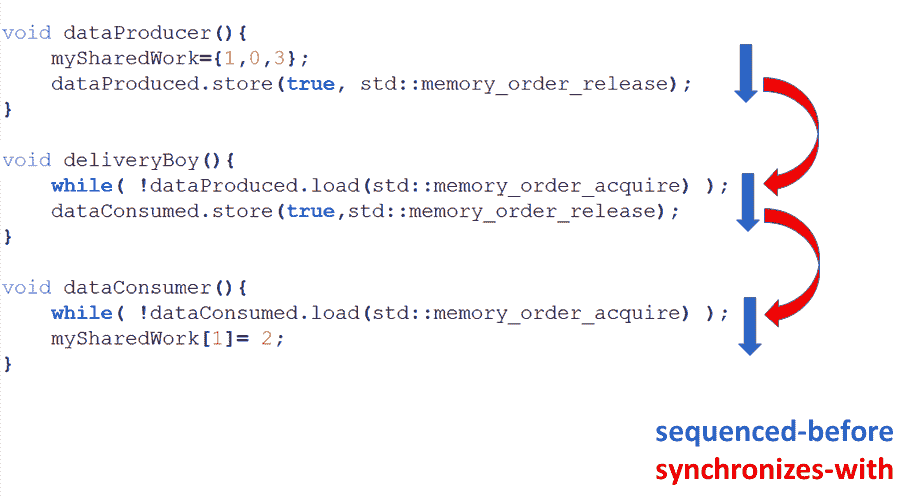 void dataProducer(){
    mySharedWork={1,0,3};
    dataProduced.store(true, std::memory_order_release);
}
void deliveryBoy(){
    while( !dataProduced.load(std::memory_order_acquire) );
    dataConsumed.store(true,std::memory_order_release);
}
void dataConsumer(){
    while( !dataConsumed.load(std::memory_order_acquire) );
    mySharedWork[1]= 2;
}
sequenced-before
synchronizes-with